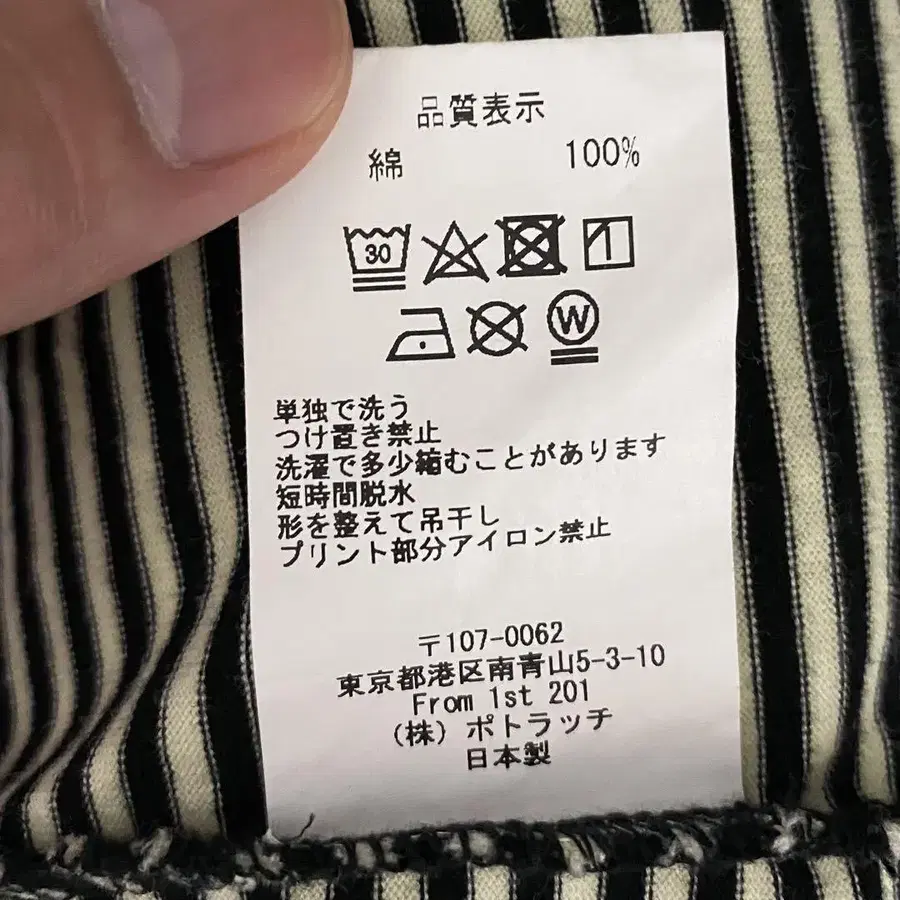 品質表示
綿 100%
30
W
単独で洗う
つけ置き禁止
洗濯で多少縮むことがあります
短時間脱水
形を整えて吊干し
プリント部分アイロン禁止
〒107-0062
東京都港区南青山5-3-10
From 1st 201
(株) ポトラッチ
日本製